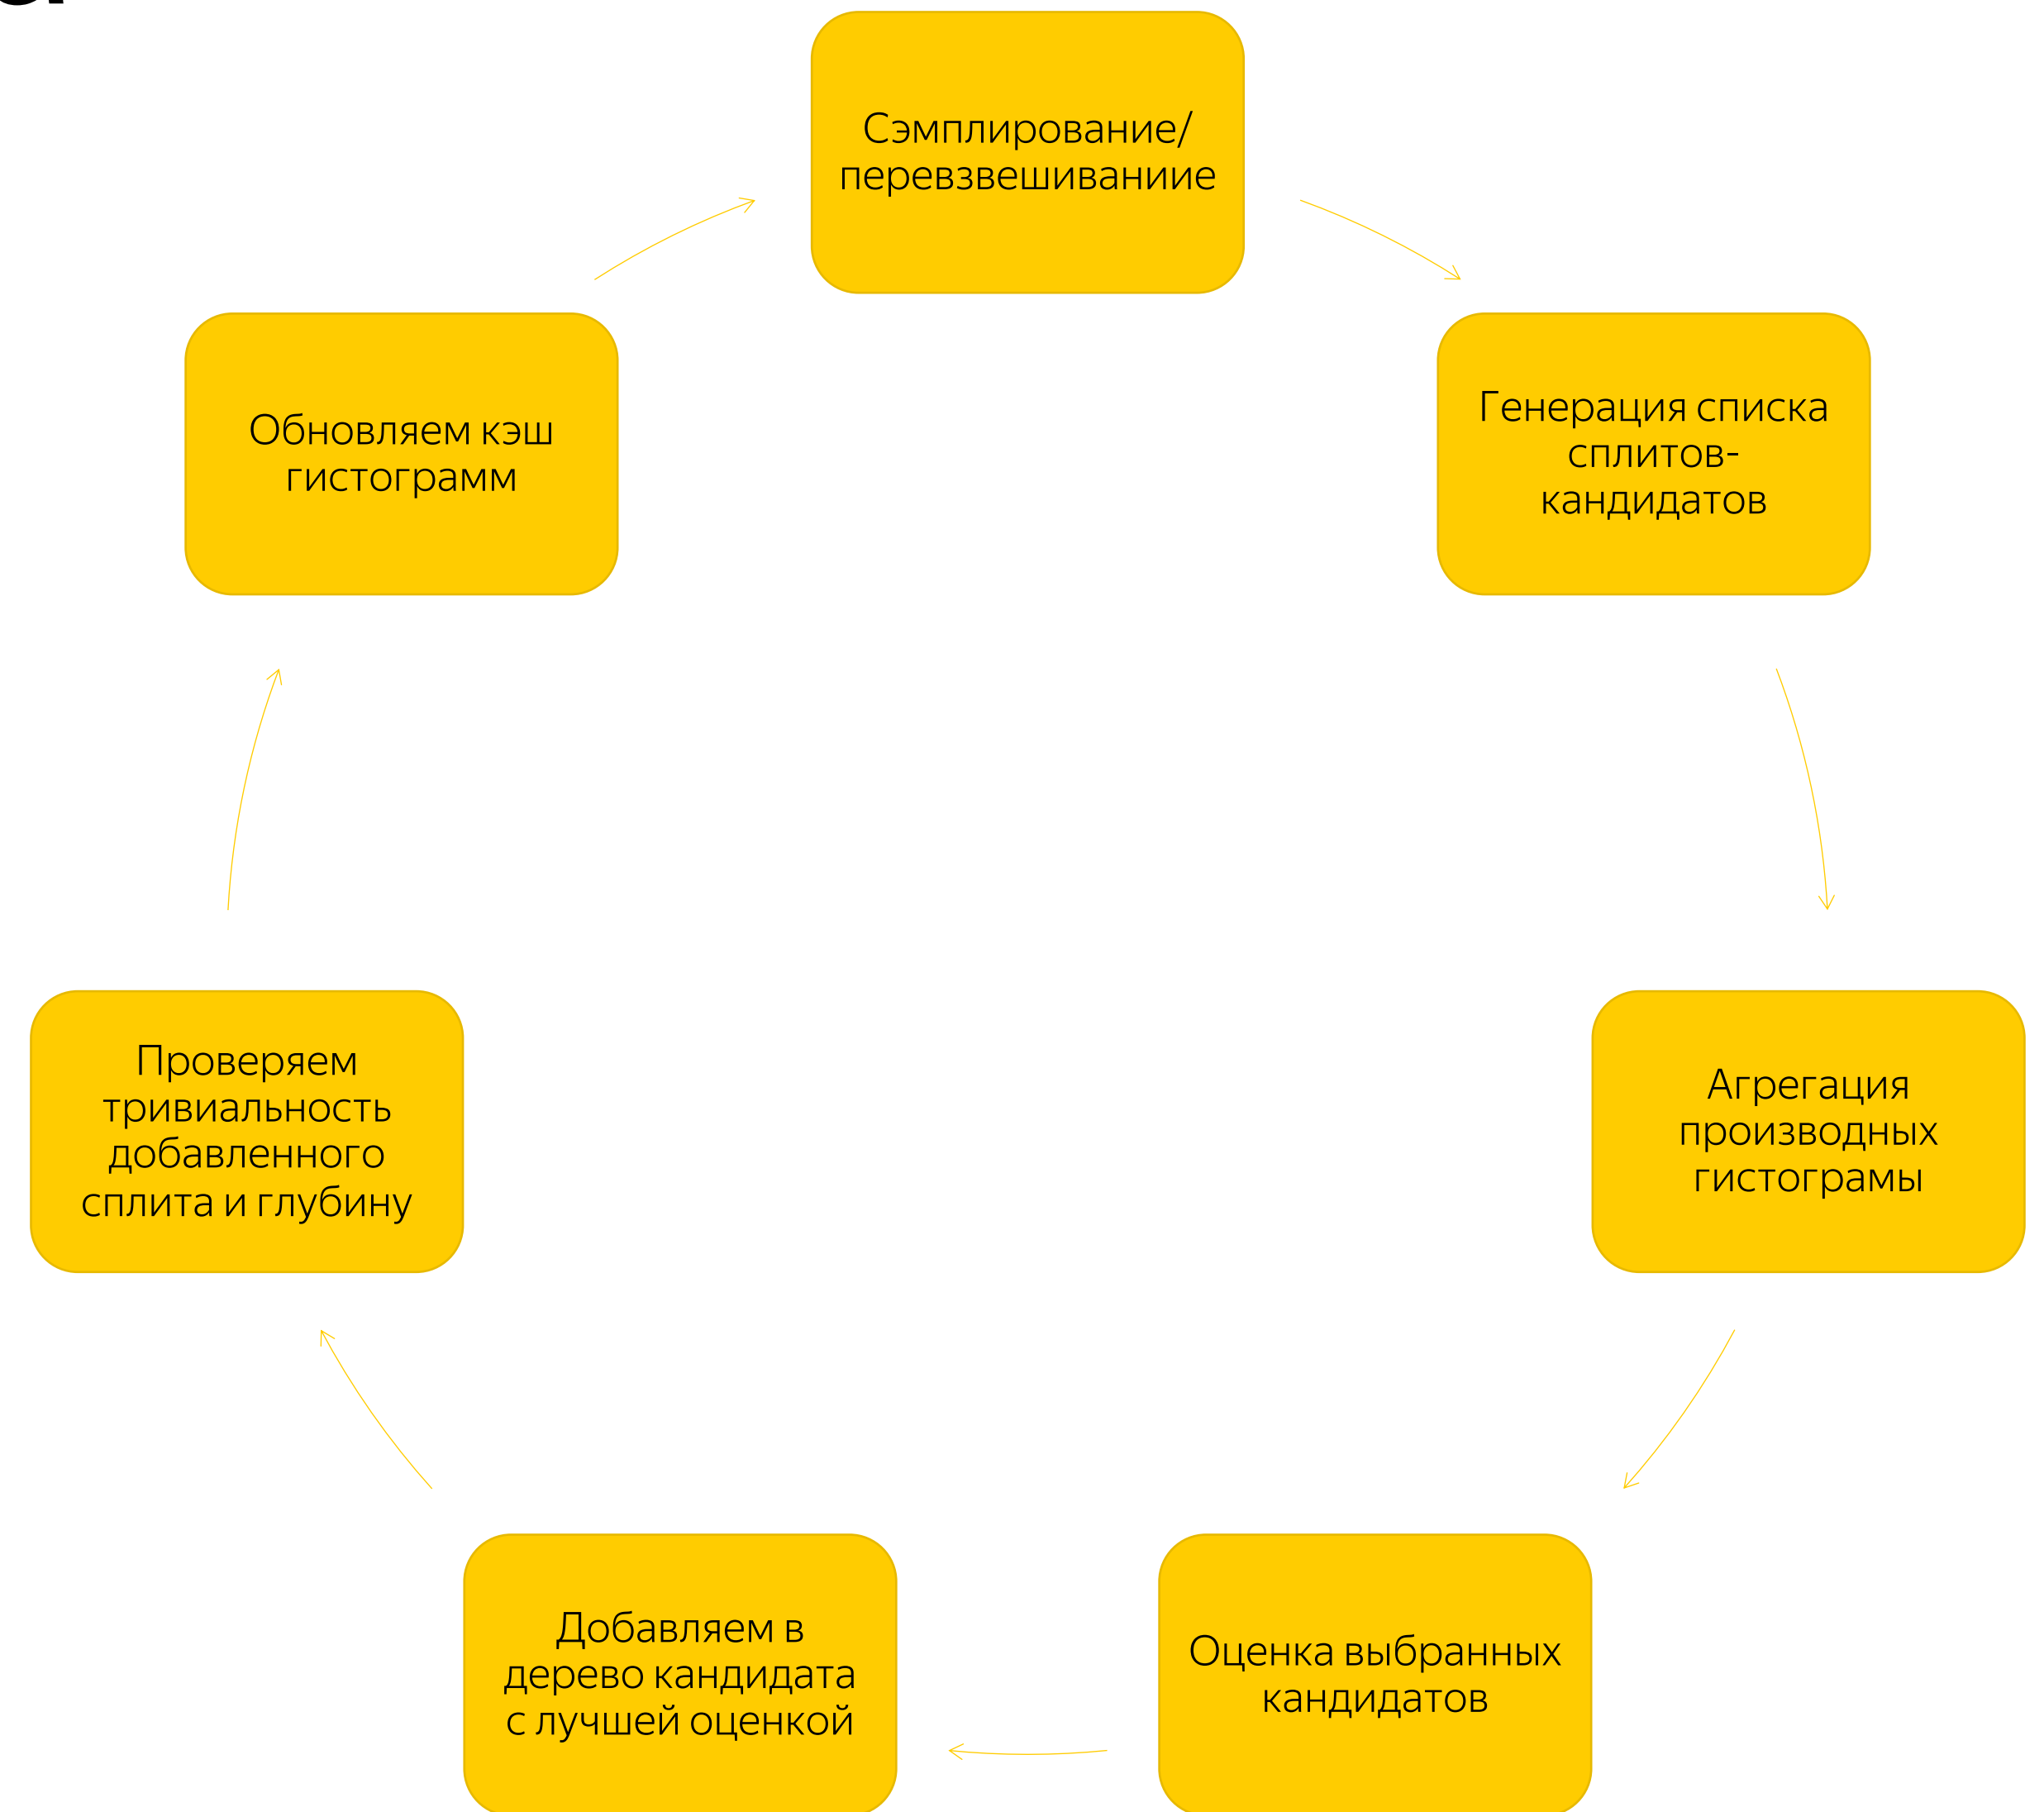 Сэмплирование/
перевзвешиваниие
Генерация списка
сплитов-
кандидатов
Агрегация
производных
гистограмы
Оценка выбранных
кандидатов
Добавляем в
дерево кандидата
с лучшей оценкой
Проверяем
тривиальность
добавленного
сплита и глубину
Обновляем кэш
гистограмм